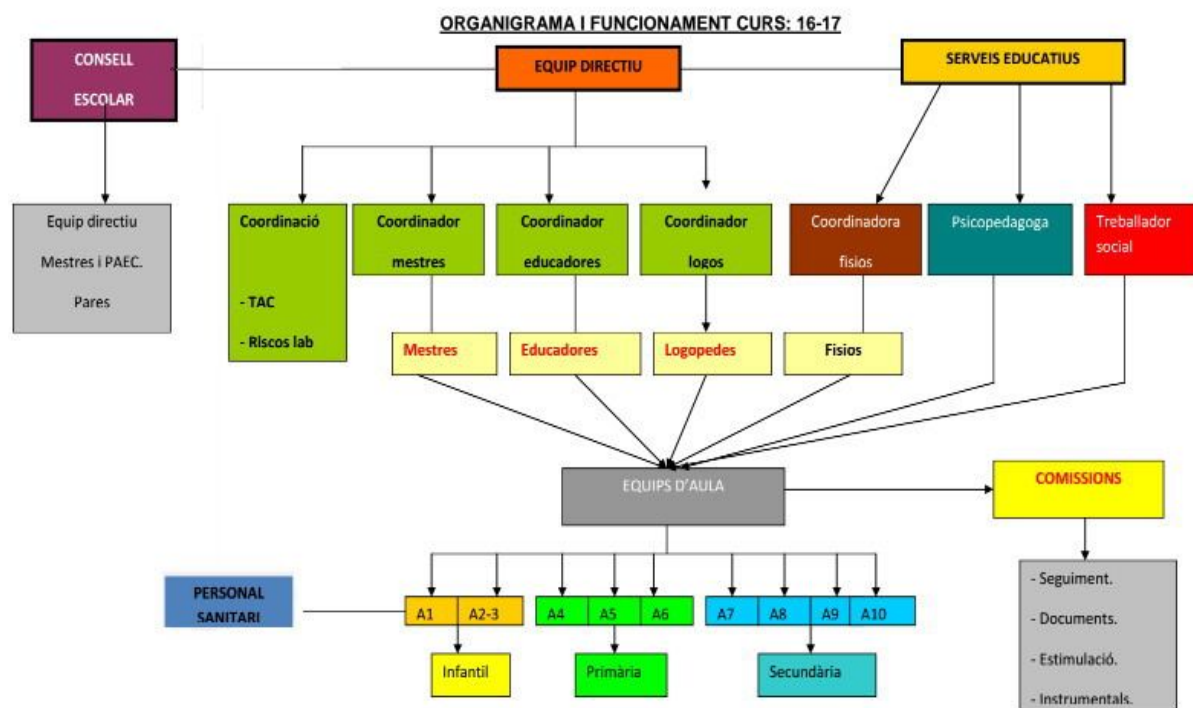 ORGANIGRAMA I FUNCIONAMENT CURS: 16-17
CONSELL
ESCOLAR
EQUIP DIRECTIU
SERVEIS EDUCATIUS
Equip directiu
Mestres i PAEC.
Pares
Coordinació
- TAC
- Riscos lab
Coordinador
mestres
Coordinador
educadores
Coordinador
logos
Coordinadora
fisios
Psicopedagoga
Treballador
social
Mestres
Educadores
Logopedes
Fisios
EQUIPS D’AULA
COMISSIONS
- Seguiment.
- Documents.
- Estimulació.
- Instrumentals.
PERSONAL
SANITARI
A1
A2-3
A4
A5
A6
A7
A8
A9
A10
Infantil
Primària
Secundària